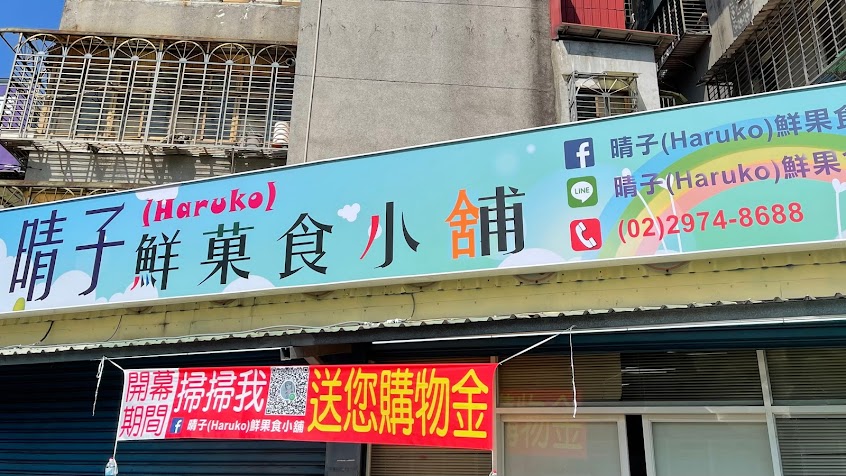 晴子(Haruko)鮮菓食小舖
晴子(Haruko)鮮果食
LINE
晴子(Haruko)鮮果
(02)2974-8688
開幕期間
掃掃我
送您購物金
晴子(Haruko)鮮果食小舖